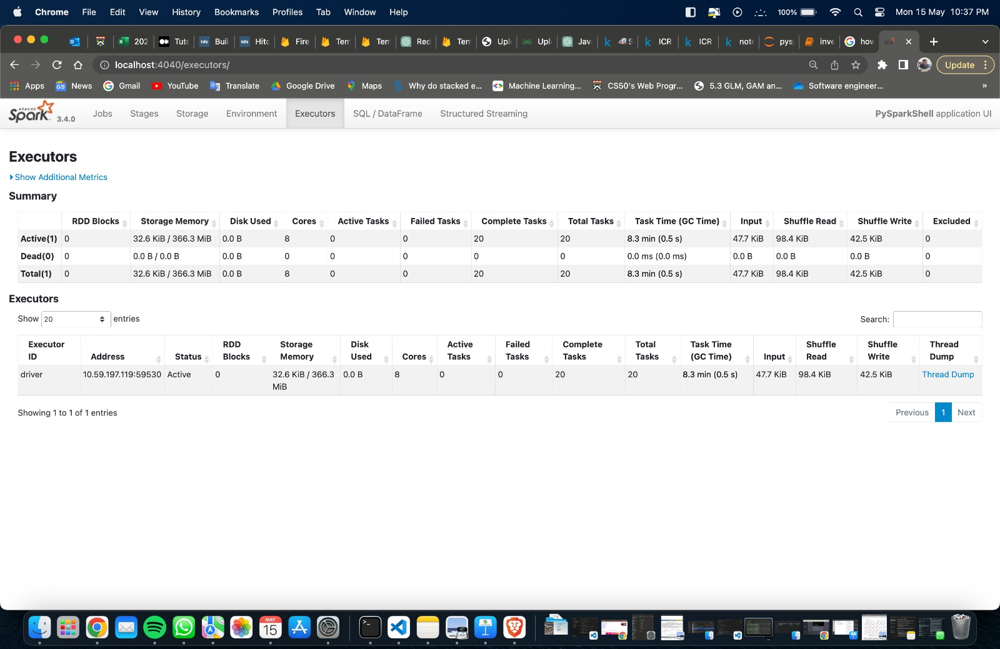 Chrome File Edit View History Bookmarks Profiles Tab Window Help 100% Mon 15 May 10:37 PM
202 Tuto Buil tds Hitc tds Fire Tem Tem Red Tem Upl Upl Java S ICR ICR not pys inve how
localhost:4040/executors/ Update
Apps News Gmail YouTube Translate Google Drive Maps Why do stacked e... Machine Learning... CS50's Web Progr... 5.3 GLM, GAM an... Software engineer... »
APACHE Spark 3.4.0 Jobs Stages Storage Environment Executors SQL / DataFrame Structured Streaming PySparkShell application UI
Executors
Show Additional Metrics
Summary
RDD Blocks Storage Memory Disk Used Cores Active Tasks Failed Tasks Complete Tasks Total Tasks Task Time (GC Time) Input Shuffle Read Shuffle Write Excluded
Active(1) 0 32.6 KiB / 366.3 MiB 0.0 B 8 0 0 20 20 8.3 min (0.5 s) 47.7 KiB 98.4 KiB 42.5 KiB 0
Dead(0) 0 0.0 B / 0.0 B 0.0 B 0 0 0 0 0 0.0 ms (0.0 ms) 0.0 B 0.0 B 0.0 B 0
Total(1) 0 32.6 KiB / 366.3 MiB 0.0 B 8 0 0 20 20 8.3 min (0.5 s) 47.7 KiB 98.4 KiB 42.5 KiB 0
Executors
Show 20 entries Search:
Executor ID Address Status RDD Blocks Storage Memory Disk Used Cores Active Tasks Failed Tasks Complete Tasks Total Tasks Task Time (GC Time) Input Shuffle Read Shuffle Write Thread Dump
driver 10.59.197.119:59530 Active 0 32.6 KiB / 366.3 MiB 0.0 B 8 0 0 20 20 8.3 min (0.5 s) 47.7 KiB 98.4 KiB 42.5 KiB Thread Dump
Showing 1 to 1 of 1 entries Previous 1 Next
MAY
15